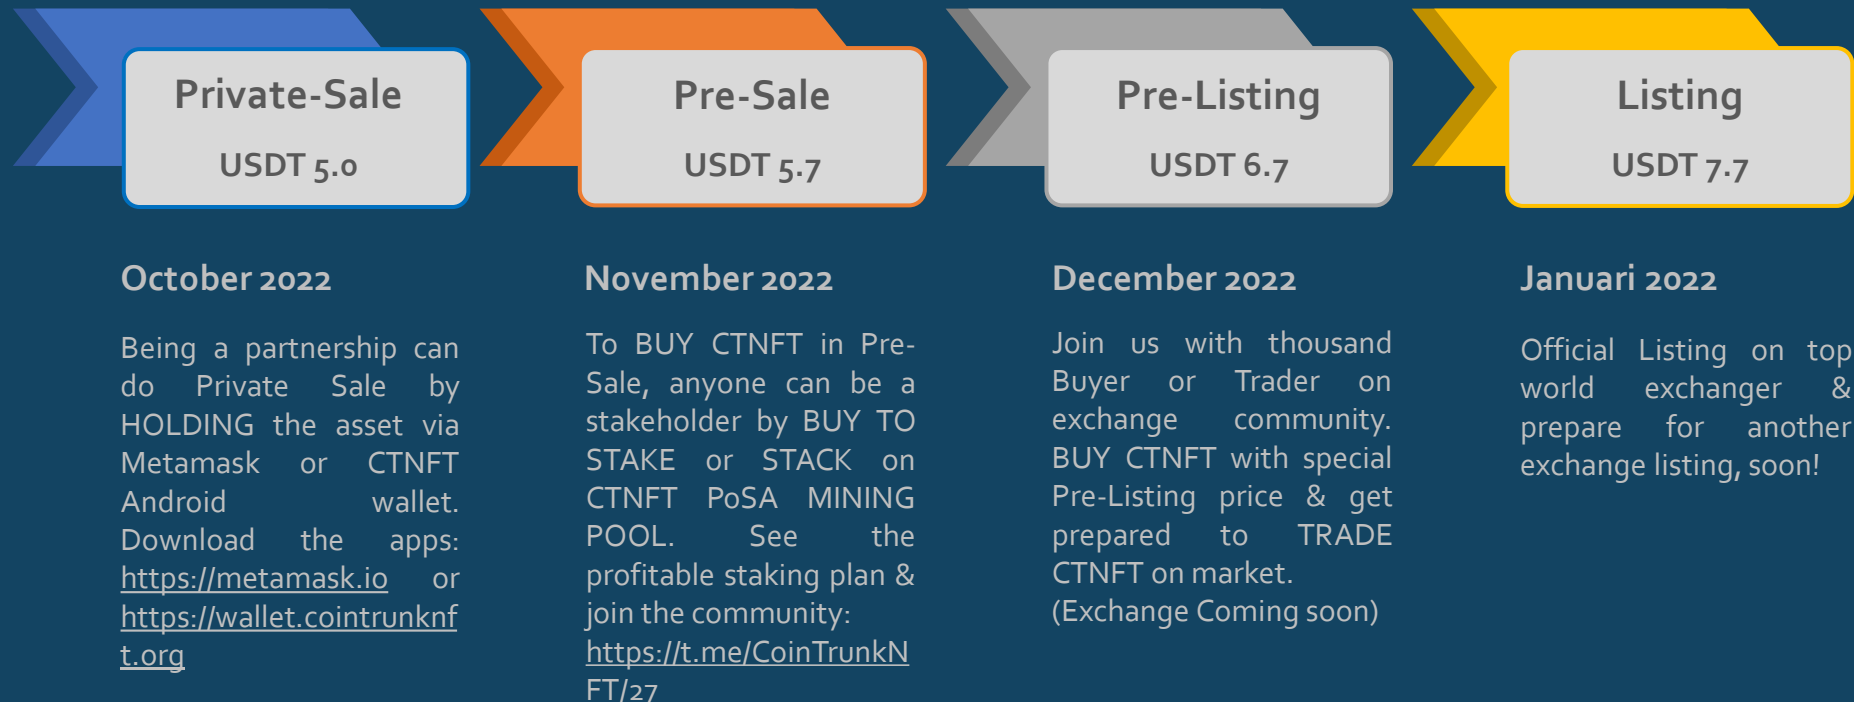 Private-Sale
USDT 5.0
October 2022
Being a partnership can
do Private Sale by
HOLDING the asset via
Metamask or CTNFT
Android wallet.
Download the apps:
https://metamask.io or
https://wallet.cointrunknf
t.org
Pre-Sale
USDT 5.7
November 2022
To BUY CTNFT in Pre-
Sale, anyone can be a
stakeholder by BUY TO
STAKE or STACK on
CTNFT PoSA MINING
POOL. See the
profitable staking plan &
join the community:
https://t.me/CoinTrunkN
FT/27
Pre-Listing
USDT 6.7
December 2022
Join us with thousand
Buyer or Trader on
exchange community.
BUY CTNFT with special
Pre-Listing price & get
prepared to TRADE
CTNFT on market.
(Exchange Coming soon)
Listing
USDT 7.7
Januari 2022
Official Listing on top
world exchanger &
prepare for another
exchange listing, soon!